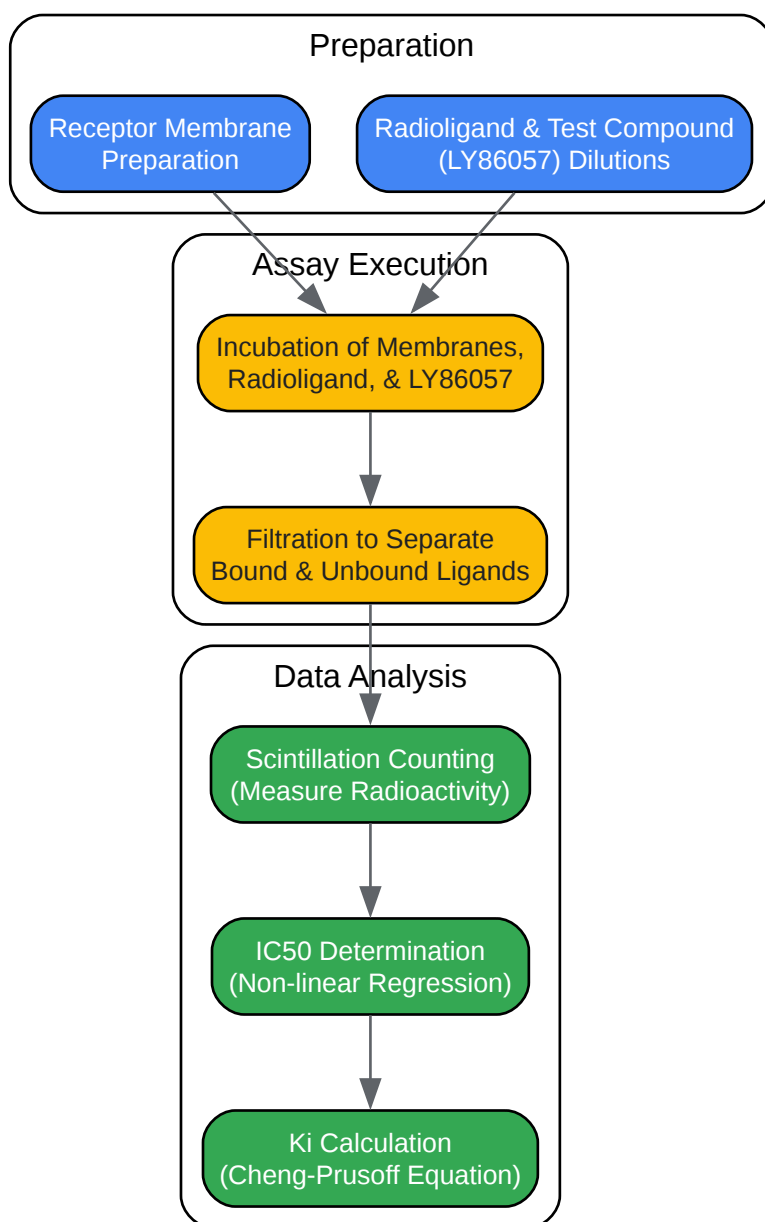 Preparation
Receptor Membrane
Preparation
Radioligand & Test Compound
(LY86057) Dilutions
Assay Execution
Incubation of Membranes,
Radioligand, & LY86057
Filtration to Separate
Bound & Unbound Ligands
Data Analysis
Scintillation Counting
(Measure Radioactivity)
IC50 Determination
(Non-linear Regression)
Ki Calculation
(Cheng-Prusoff Equation)